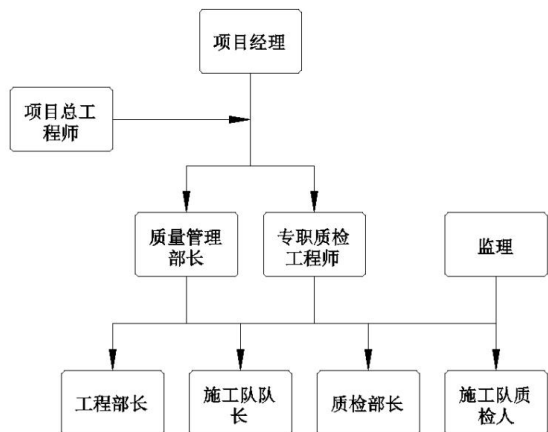 项目经理
项目总工
程师
质量管理
部长
专职质检
工程师
监理
工程部长
施工队队
长
质检部长
施工队质
检人